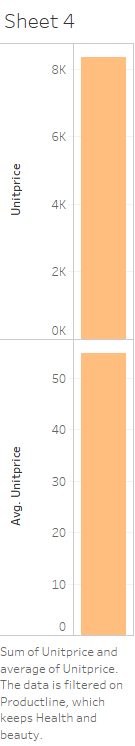 Sheet 4
8K
6K
4K
2K
0K
Unitprice
50
40
30
20
10
0
Avg. Unitprice
Sum of Unitprice and
average of Unitprice.
The data is filtered on
Productline, which
keeps Health and
beauty.